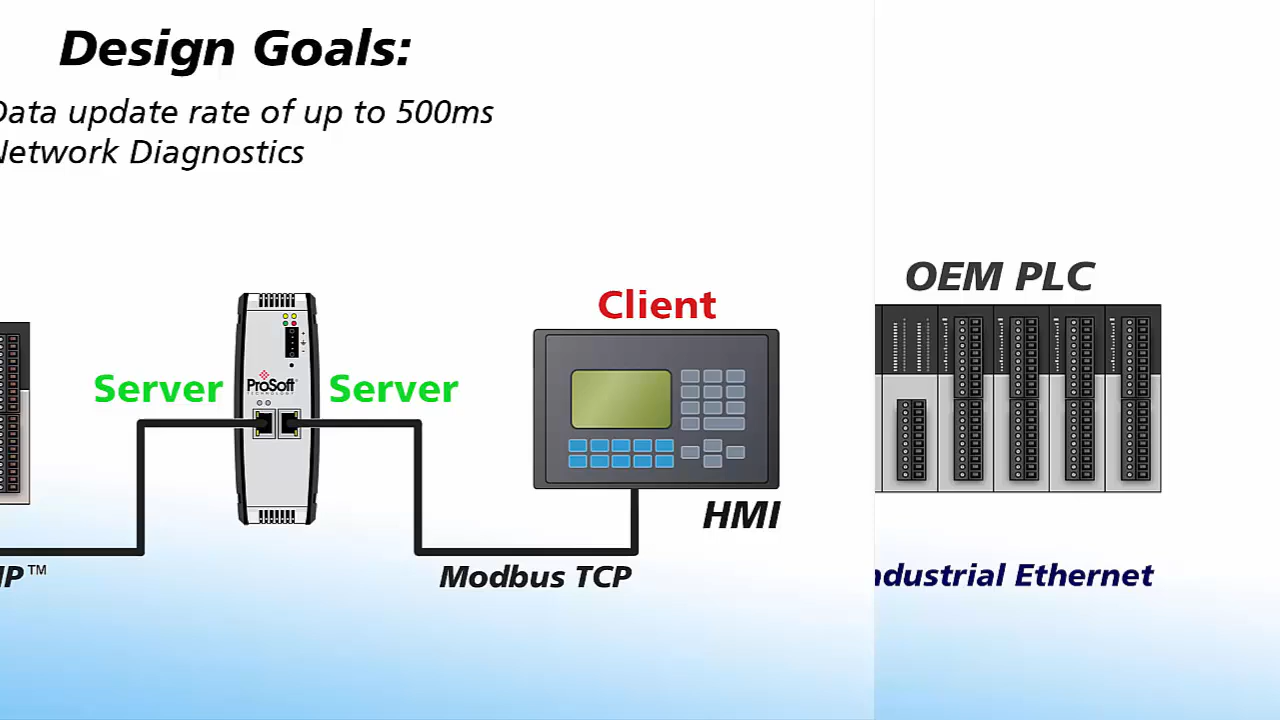 Design Goals:
Data update rate of up to 500ms
Network Diagnostics
OEM PLC
Client
Server
ProSoft
TECHNOLOGY
Server
HMI
IP™
Modbus TCP
ndustrial Ethernet